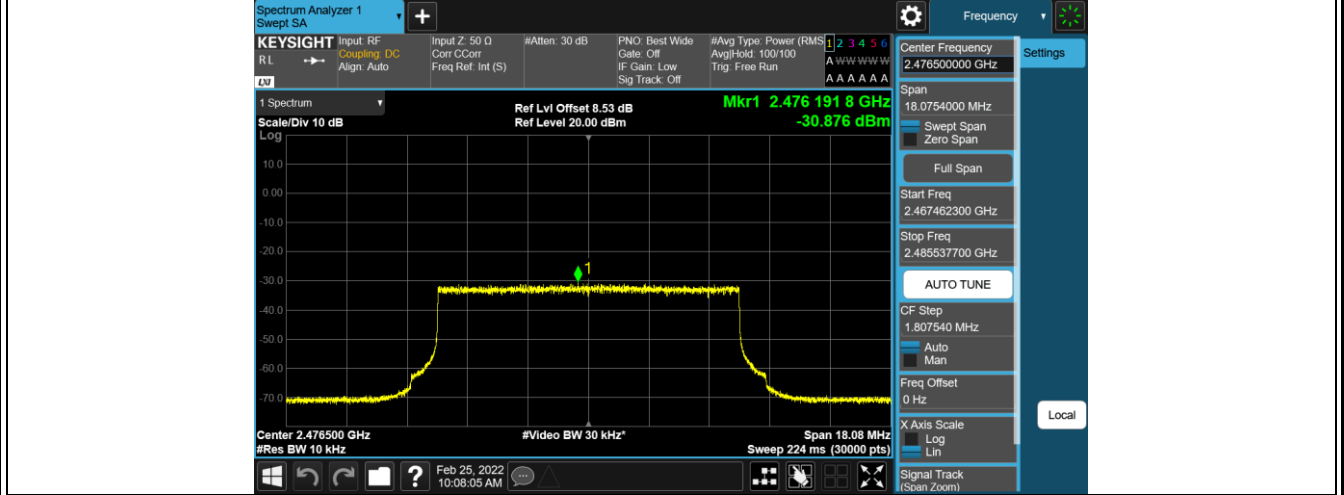 Spectrum Analyzer 1
Swept SA
+
Frequency
KEYSIGHT
RL
LXI
Input: RF
Coupling: DC
Align: Auto
Input Z: 50 Ω
Corr CCorr
Freq Ref: Int (S)
#Atten: 30 dB
PNO: Best Wide
Gate: Off
IF Gain: Low
Sig Track: Off
#Avg Type: Power (RMS
Avg|Hold: 100/100
Trig: Free Run
1 2 3 4 5 6
A W W W W W
A A A A A A
1 Spectrum
Scale/Div 10 dB
Ref Lvl Offset 8.53 dB
Ref Level 20.00 dBm
Mkr1 2.476 191 8 GHz
-30.876 dBm
Log
10.0
0.00
-10.0
-20.0
-30.0
-40.0
-50.0
-60.0
-70.0
1
Center 2.476500 GHz
#Res BW 10 kHz
#Video BW 30 kHz*
Span 18.08 MHz
Sweep 224 ms (30000 pts)
?
Feb 25, 2022
10:08:05 AM
Center Frequency
2.476500000 GHz
Span
18.0754000 MHz
Swept Span
Zero Span
Full Span
Start Freq
2.467462300 GHz
Stop Freq
2.485537700 GHz
AUTO TUNE
CF Step
1.807540 MHz
Auto
Man
Freq Offset
0 Hz
X Axis Scale
Log
Lin
Signal Track
(Span Zoom)
Settings
Local